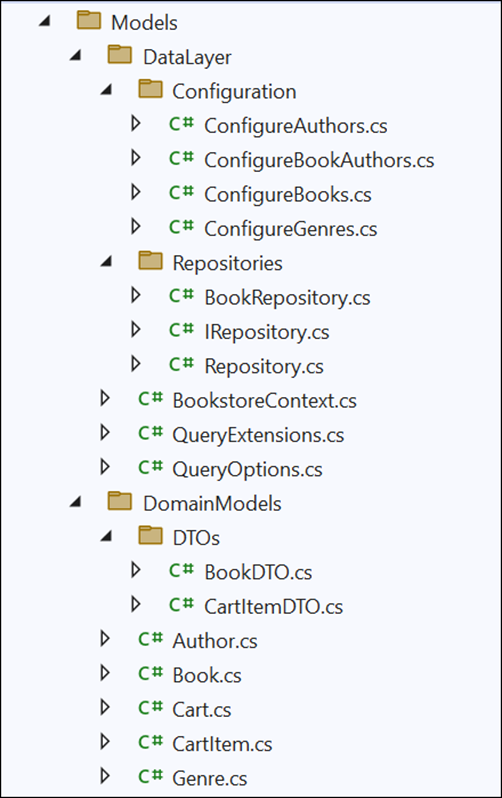 Models
DataLayer
Configuration
C# ConfigureAuthors.cs
C# ConfigureBookAuthors.cs
C# ConfigureBooks.cs
C# ConfigureGenres.cs
Repositories
C# BookRepository.cs
C# IRepository.cs
C# Repository.cs
C# BookstoreContext.cs
C# QueryExtensions.cs
C# QueryOptions.cs
DomainModels
DTOs
C# BookDTO.cs
C# CartItemDTO.cs
C# Author.cs
C# Book.cs
C# Cart.cs
C# CartItem.cs
C# Genre.cs